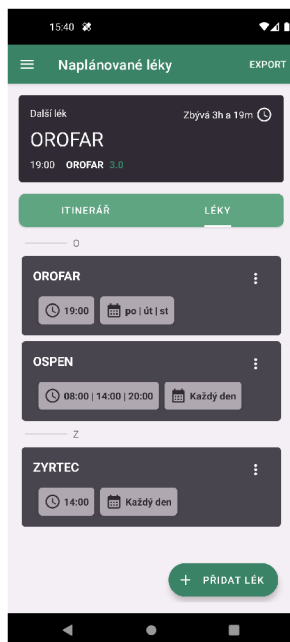 15:40
Naplánované léky EXPORT
Další lék Zbývá 3h a 19m
OROFAR
19:00 OROFAR 3.0
ITINERÁŘ LÉKY
O
OROFAR
19:00 po | út | st
OSPEN
08:00 | 14:00 | 20:00 Každý den
Z
ZYRTEC
14:00 Každý den
+ PŘIDAT LÉK